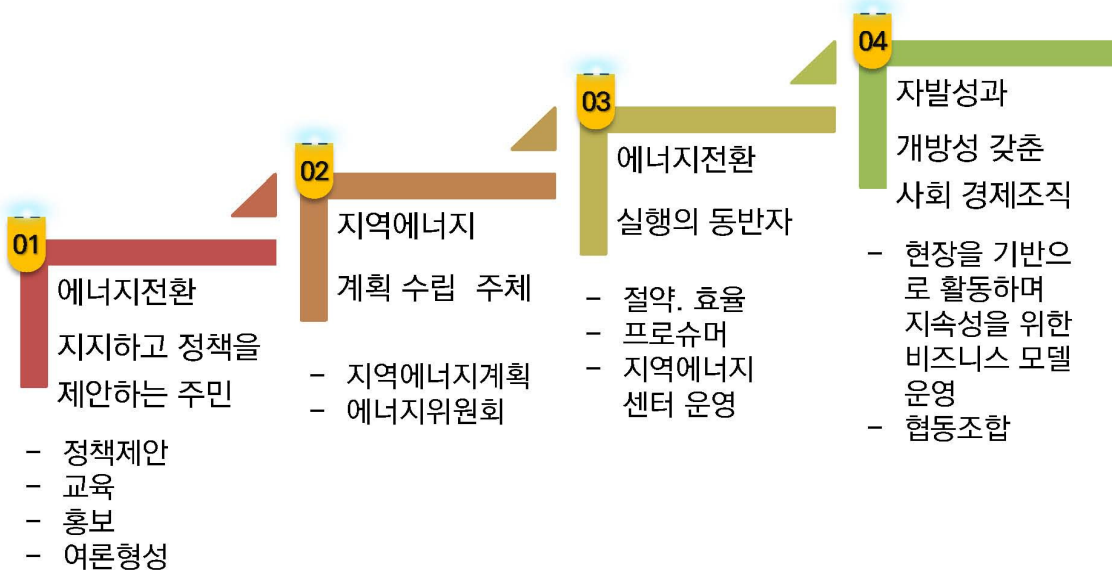 01
에너지전환
지지하고 정책을
제안하는 주민
- 정책제안
- 교육
- 홍보
- 여론형성
02
지역에너지
계획 수립 주체
- 지역에너지계획
- 에너지위원회
03
에너지전환
실행의 동반자
- 절약. 효율
- 프로슈머
- 지역에너지
센터 운영
04
자발성과
개방성 갖춘
사회 경제조직
- 현장을 기반으
로 활동하며
지속성을 위한
비즈니스 모델
운영
- 협동조합